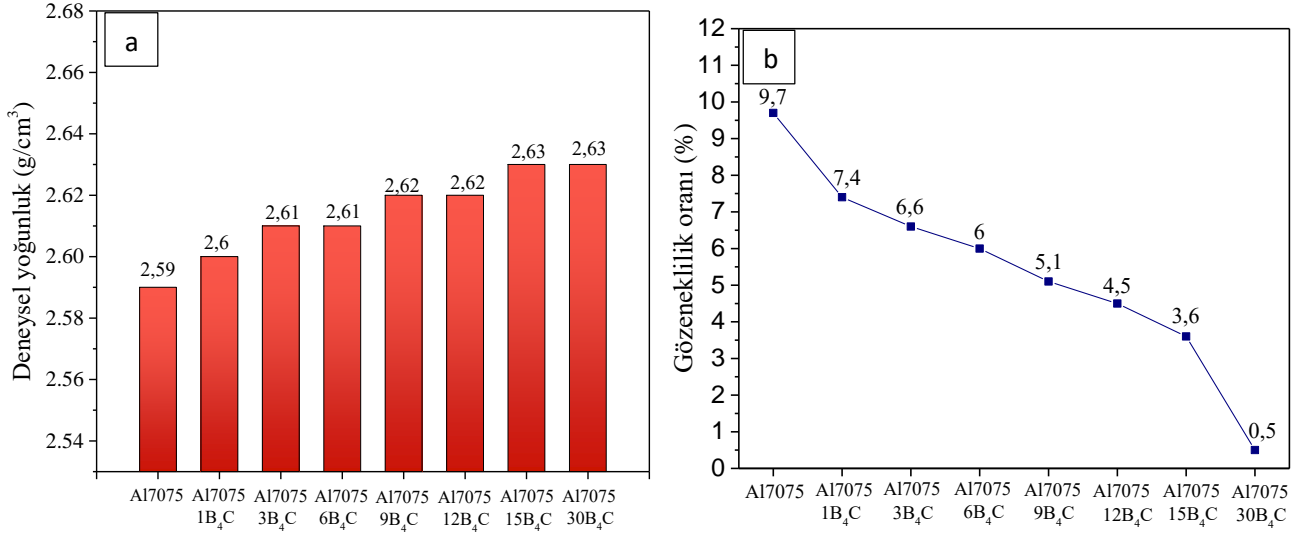 a
Deneysel yoğunluk (g/cm³)
2.68
2.66
2.64
2.62
2.60
2.58
2.56
2.54
2,59
2,6
2,61
2,61
2,62
2,62
2,63
2,63
Al7075
Al7075
1B₄C
Al7075
3B₄C
Al7075
6B₄C
Al7075
9B₄C
Al7075
12B₄C
Al7075
15B₄C
Al7075
30B₄C
b
Gözeneklilik oranı (%)
12
11
10
9
8
7
6
5
4
3
2
1
0
9,7
7,4
6,6
6
5,1
4,5
3,6
0,5
Al7075
Al7075
1B₄C
Al7075
3B₄C
Al7075
6B₄C
Al7075
9B₄C
Al7075
12B₄C
Al7075
15B₄C
Al7075
30B₄C